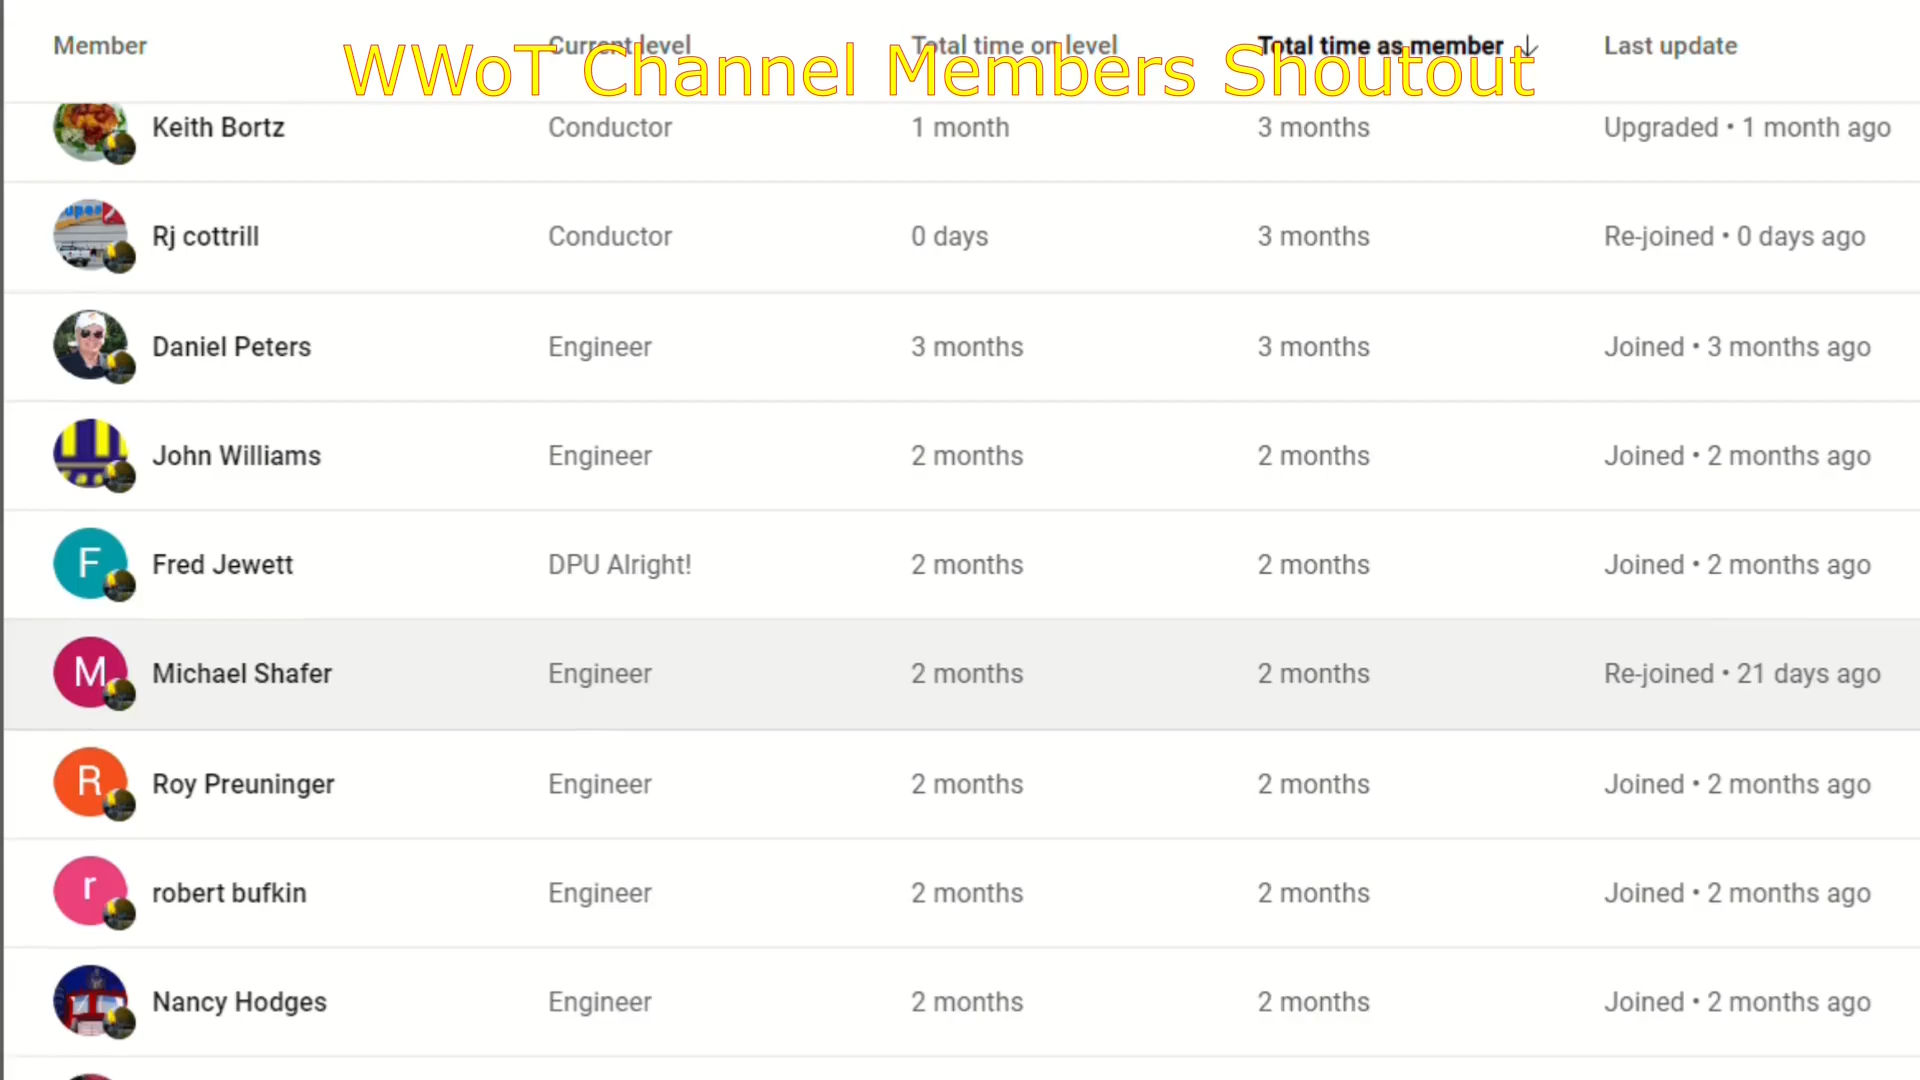 Member Current level Total time on level Total time as member ↓ Last update
WWoT Channel Members Shoutout
Keith Bortz Conductor 1 month 3 months Upgraded • 1 month ago
Rj cottrill Conductor 0 days 3 months Re-joined • 0 days ago
Daniel Peters Engineer 3 months 3 months Joined • 3 months ago
John Williams Engineer 2 months 2 months Joined • 2 months ago
F Fred Jewett DPU Alright! 2 months 2 months Joined • 2 months ago
M Michael Shafer Engineer 2 months 2 months Re-joined • 21 days ago
R Roy Preuninger Engineer 2 months 2 months Joined • 2 months ago
r robert bufkin Engineer 2 months 2 months Joined • 2 months ago
Nancy Hodges Engineer 2 months 2 months Joined • 2 months ago